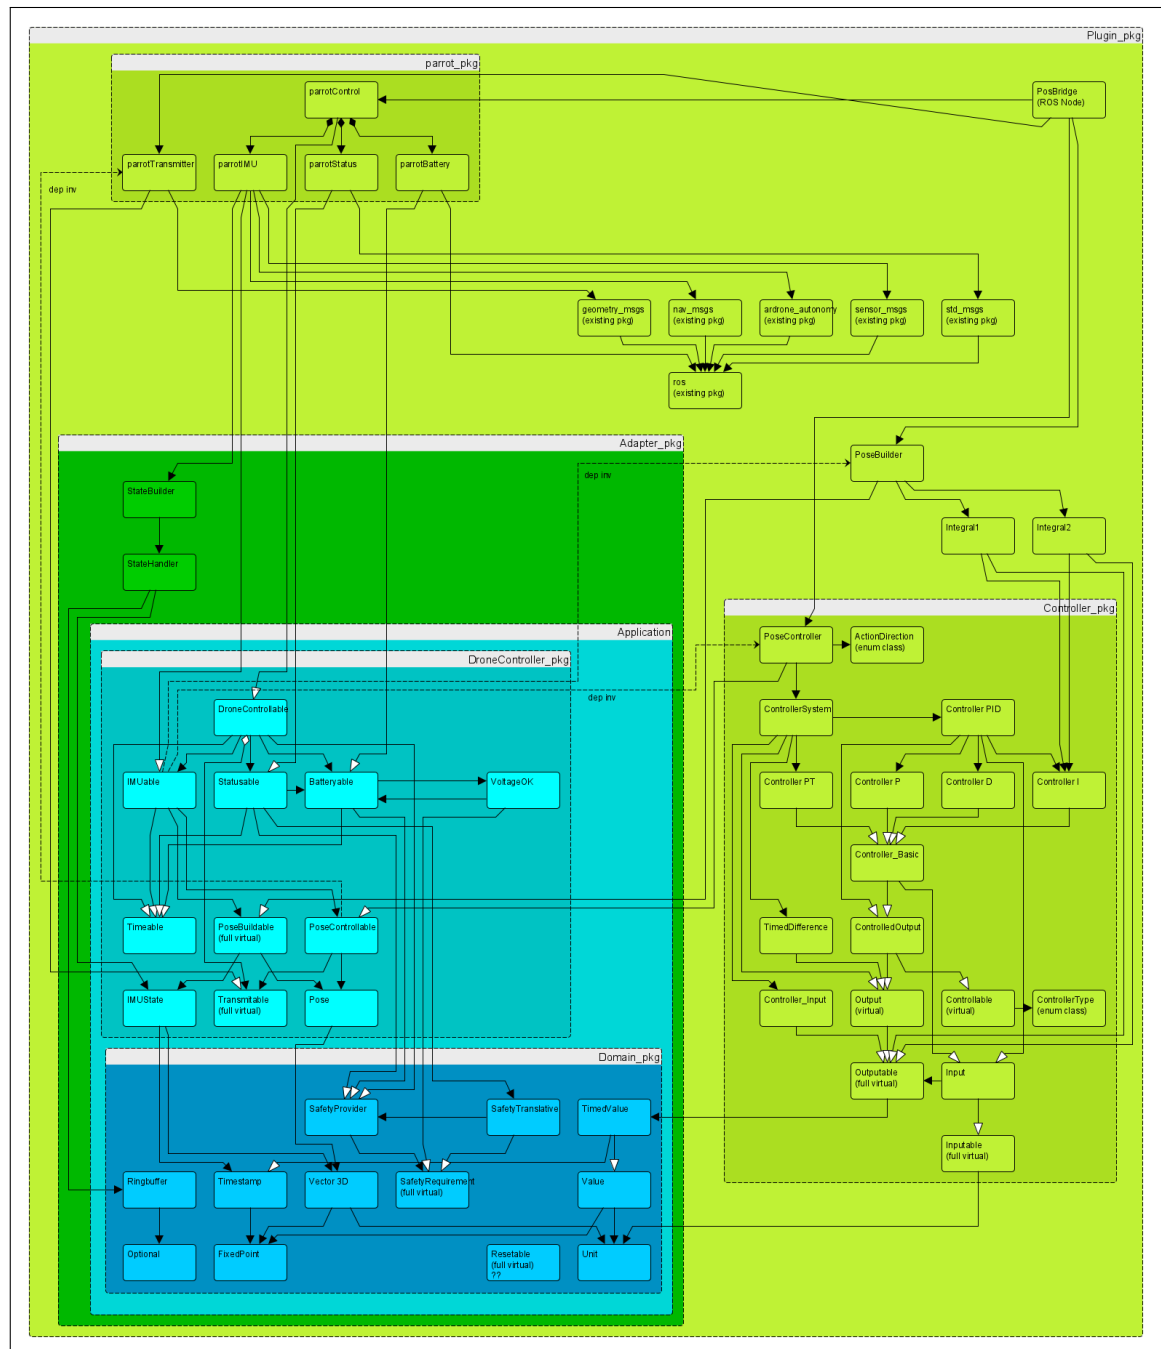 Plugin_pkg
parrot_pkg
parrotControl
PosBridge
(ROS Node)
parrotTransmitter
parrotIMU
parrotStatus
parrotBattery
dep inv
geometry_msgs
(existing pkg)
nav_msgs
(existing pkg)
ardrone_autonomy
(existing pkg)
sensor_msgs
(existing pkg)
std_msgs
(existing pkg)
ros
(existing pkg)
Adapter_pkg
PoseBuilder
dep inv
StateBuilder
Integral1
Integral2
StateHandler
Controller_pkg
Application
PoseController
ActionDirection
(enum class)
DroneController_pkg
dep inv
DroneControllable
ControllerSystem
Controller PID
IMUable
Statusable
Batteryable
VoltageOK
Controller PT
Controller P
Controller D
Controller I
Controller_Basic
Timeable
PoseBuildable
(full virtual)
PoseControllable
TimedDifference
ControlledOutput
IMUState
Transmitable
(full virtual)
Pose
Controller_Input
Output
(virtual)
Controllable
(virtual)
ControllerType
(enum class)
Domain_pkg
Outputable
(full virtual)
Input
SafetyProvider
SafetyTranslative
TimedValue
Inputable
(full virtual)
Ringbuffer
Timestamp
Vector 3D
SafetyRequirement
(full virtual)
Value
Optional
FixedPoint
Resetable
(full virtual)
??
Unit